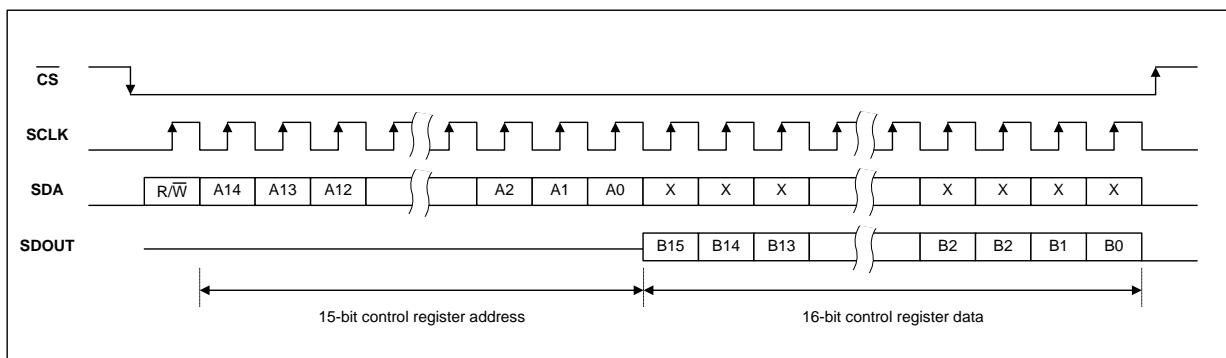 CS
SCLK
SDA R/W A14 A13 A12 A2 A1 A0 X X X X X X X
SDOUT B15 B14 B13 B2 B2 B1 B0
15-bit control register address 16-bit control register data